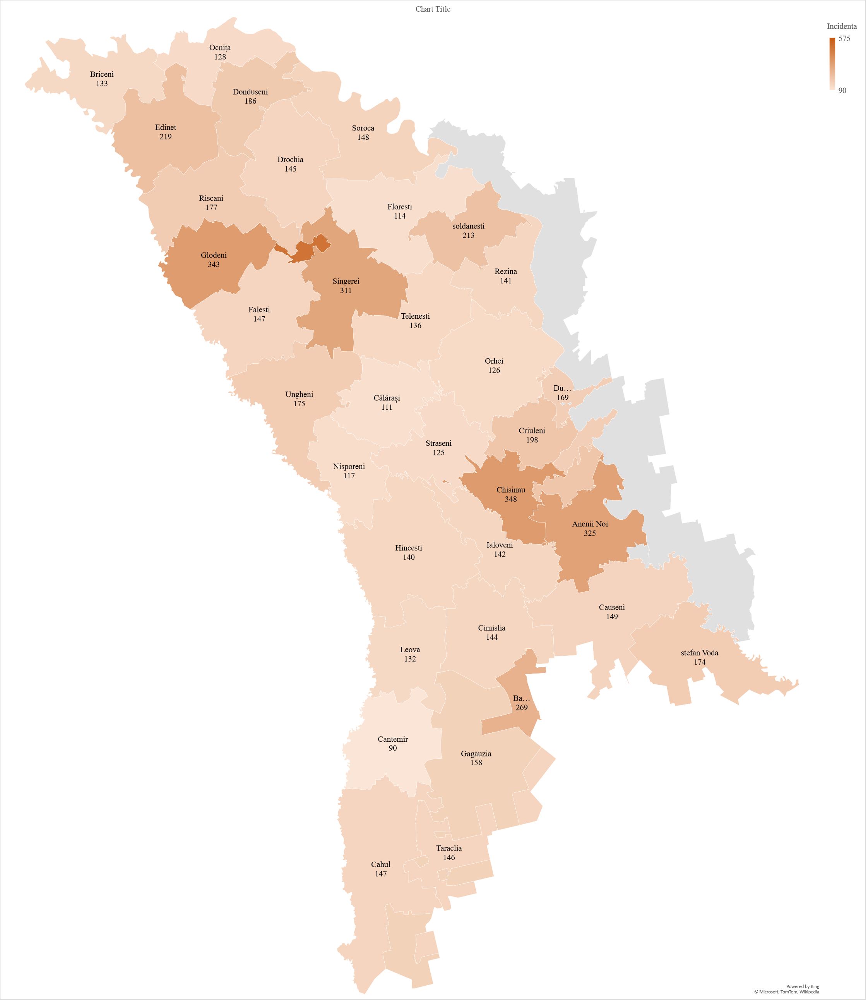 Chart Title
Incidenta
575
90
Ocnița
128
Briceni
133
Donduseni
186
Edinet
219
Soroca
148
Drochia
145
Riscani
177
Floresti
114
soldanesti
213
Glodeni
343
Rezina
141
Singerei
311
Falesti
147
Telenesti
136
Orhei
126
Du...
169
Ungheni
175
Călărași
111
Criuleni
198
Straseni
125
Nisporeni
117
Chisinau
348
Anenii Noi
325
Hincesti
140
Ialoveni
142
Causeni
149
Cimislia
144
Leova
132
stefan Voda
174
Ba...
269
Cantemir
90
Gagauzia
158
Taraclia
146
Cahul
147
Powered by Bing
© Microsoft, TomTom, Wikipedia